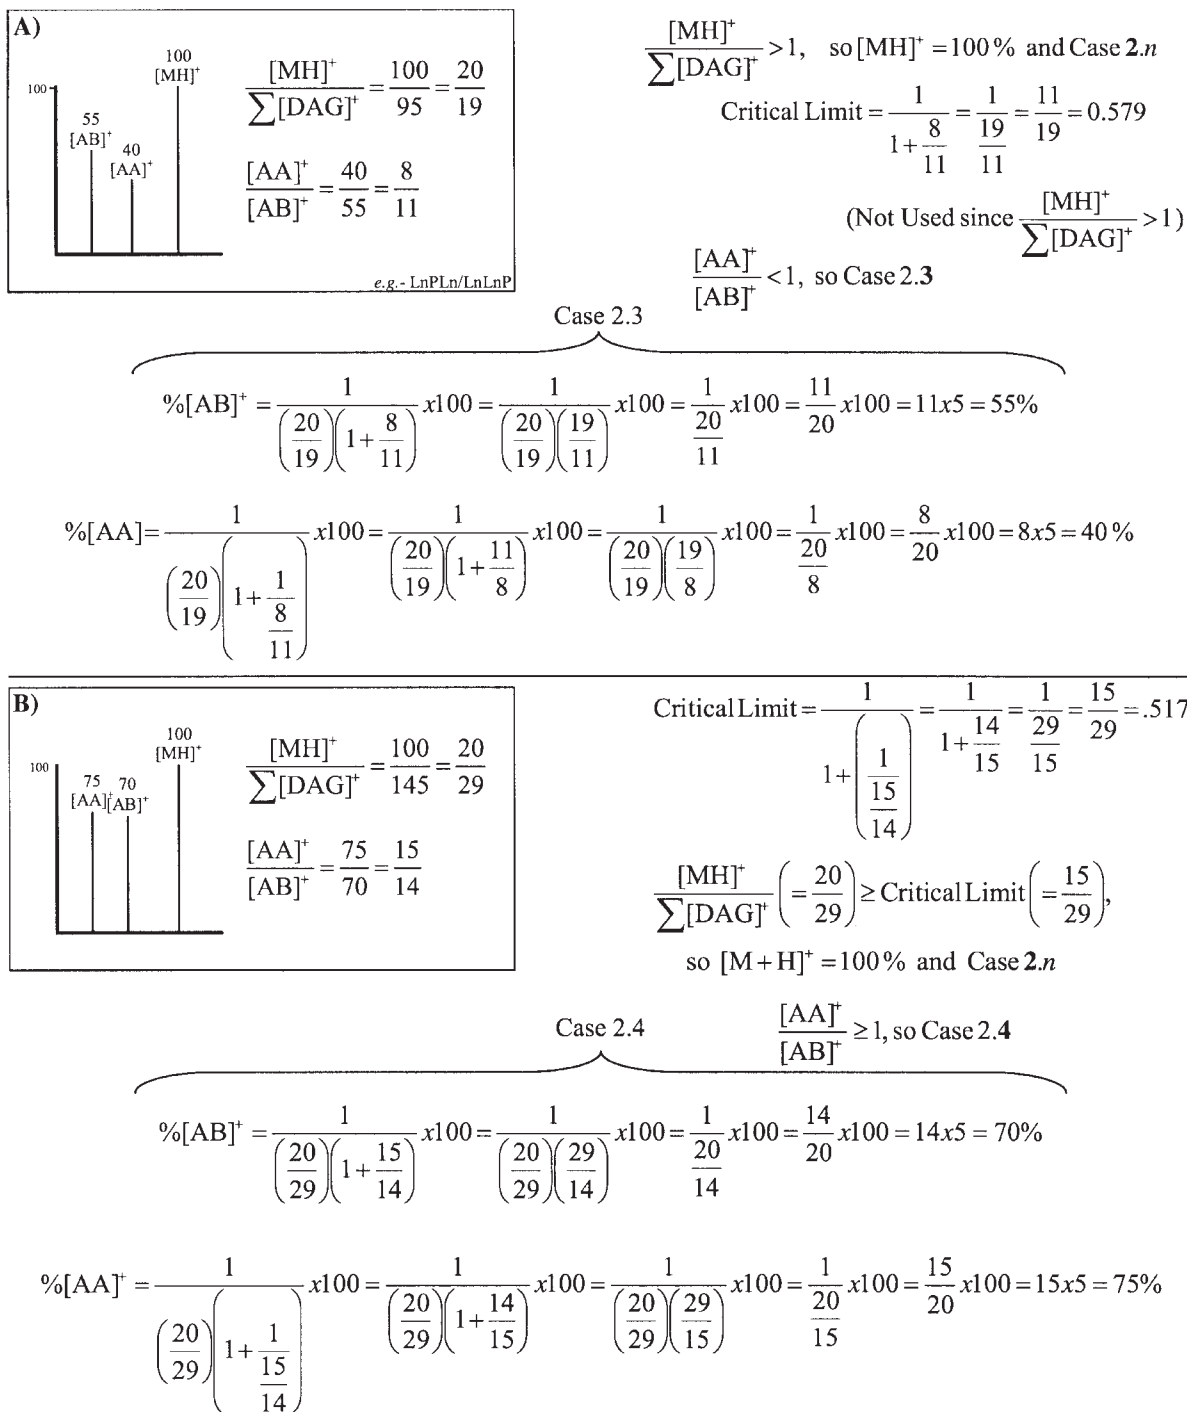 A)
100
[MH]⁺
100
55
[AB]⁺
40
[AA]⁺
[MH]⁺/∑[DAG]⁺ = 100/95 = 20/19
[AA]⁺/[AB]⁺ = 40/55 = 8/11
e.g.- LnPLn/LnLnP
[MH]⁺/∑[DAG]⁺ >1, so [MH]⁺ =100% and Case 2.n
Critical Limit = 1/(1+8/11) = 1/(19/11) = 11/19 = 0.579
(Not Used since [MH]⁺/∑[DAG]⁺ >1)
[AA]⁺/[AB]⁺ <1, so Case 2.3
Case 2.3
%[AB]⁺ = 1/((20/19)(1+8/11)) x100 = 1/((20/19)(19/11)) x100 = 1/(20/11) x100 = 11/20 x100 = 11x5 = 55%
%[AA]= 1/((20/19)(1+1/(8/11))) x100 = 1/((20/19)(1+11/8)) x100 = 1/((20/19)(19/8)) x100 = 1/(20/8) x100 = 8/20 x100 = 8x5 = 40%
B)
100
[MH]⁺
100
75
[AA]⁺
70
[AB]⁺
[MH]⁺/∑[DAG]⁺ = 100/145 = 20/29
[AA]⁺/[AB]⁺ = 75/70 = 15/14
Critical Limit = 1/(1+(1/(15/14))) = 1/(1+14/15) = 1/(29/15) = 15/29 = .517
[MH]⁺/∑[DAG]⁺ (= 20/29) ≥ Critical Limit (= 15/29),
so [M+H]⁺ =100% and Case 2.n
[AA]⁺/[AB]⁺ ≥1, so Case 2.4
Case 2.4
%[AB]⁺ = 1/((20/29)(1+15/14)) x100 = 1/((20/29)(29/14)) x100 = 1/(20/14) x100 = 14/20 x100 = 14x5 = 70%
%[AA]⁺ = 1/((20/29)(1+1/(15/14))) x100 = 1/((20/29)(1+14/15)) x100 = 1/((20/29)(29/15)) x100 = 1/(20/15) x100 = 15/20 x100 = 15x5 = 75%